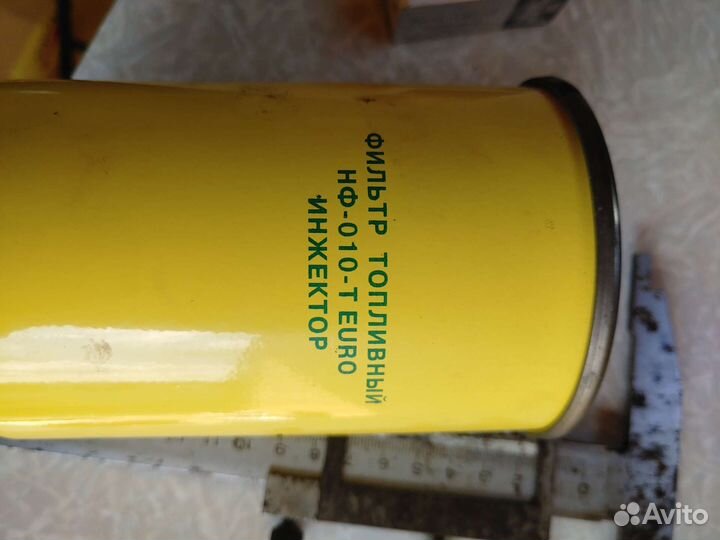 ФИЛЬТР ТОПЛИВНЫЙ
НФ-010-Т EURO
ИНЖЕКТОР
Avito